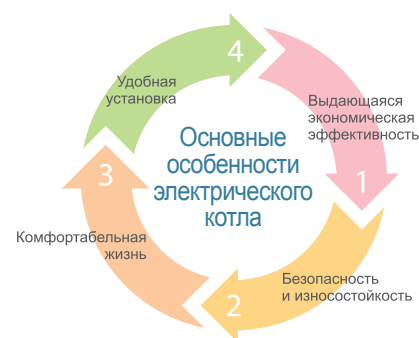 Основные
особенности
электрического
котла
1
Выдающаяся
экономическая
эффективность
2
Безопасность
и износостойкость
3
Комфортабельная
жизнь
4
Удобная
установка